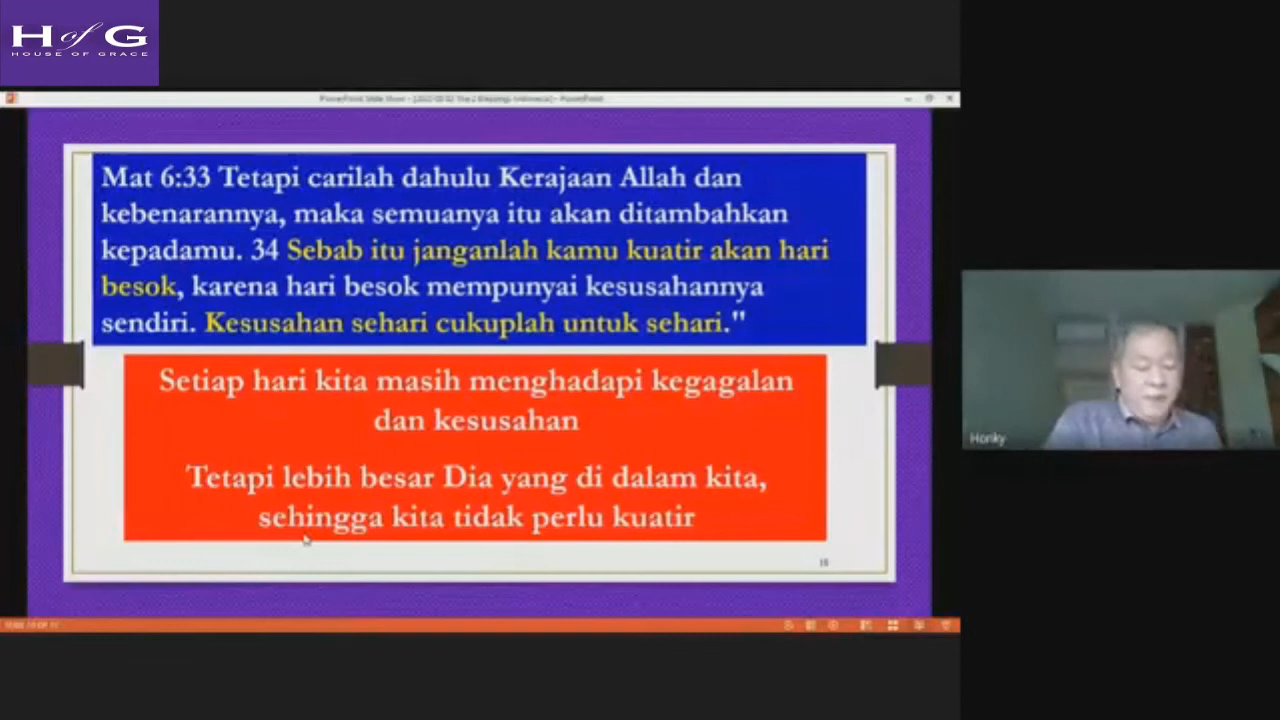 H of G
HOUSE OF GRACE
Mat 6:33 Tetapi carilah dahulu Kerajaan Allah dan
kebenarannya, maka semuanya itu akan ditambahkan
kepadamu. 34 Sebab itu janganlah kamu kuatir akan hari
besok, karena hari besok mempunyai kesusahannya
sendiri. Kesusahan sehari cukuplah untuk sehari."
Setiap hari kita masih menghadapi kegagalan
dan kesusahan
Tetapi lebih besar Dia yang di dalam kita,
sehingga kita tidak perlu kuatir
Honky